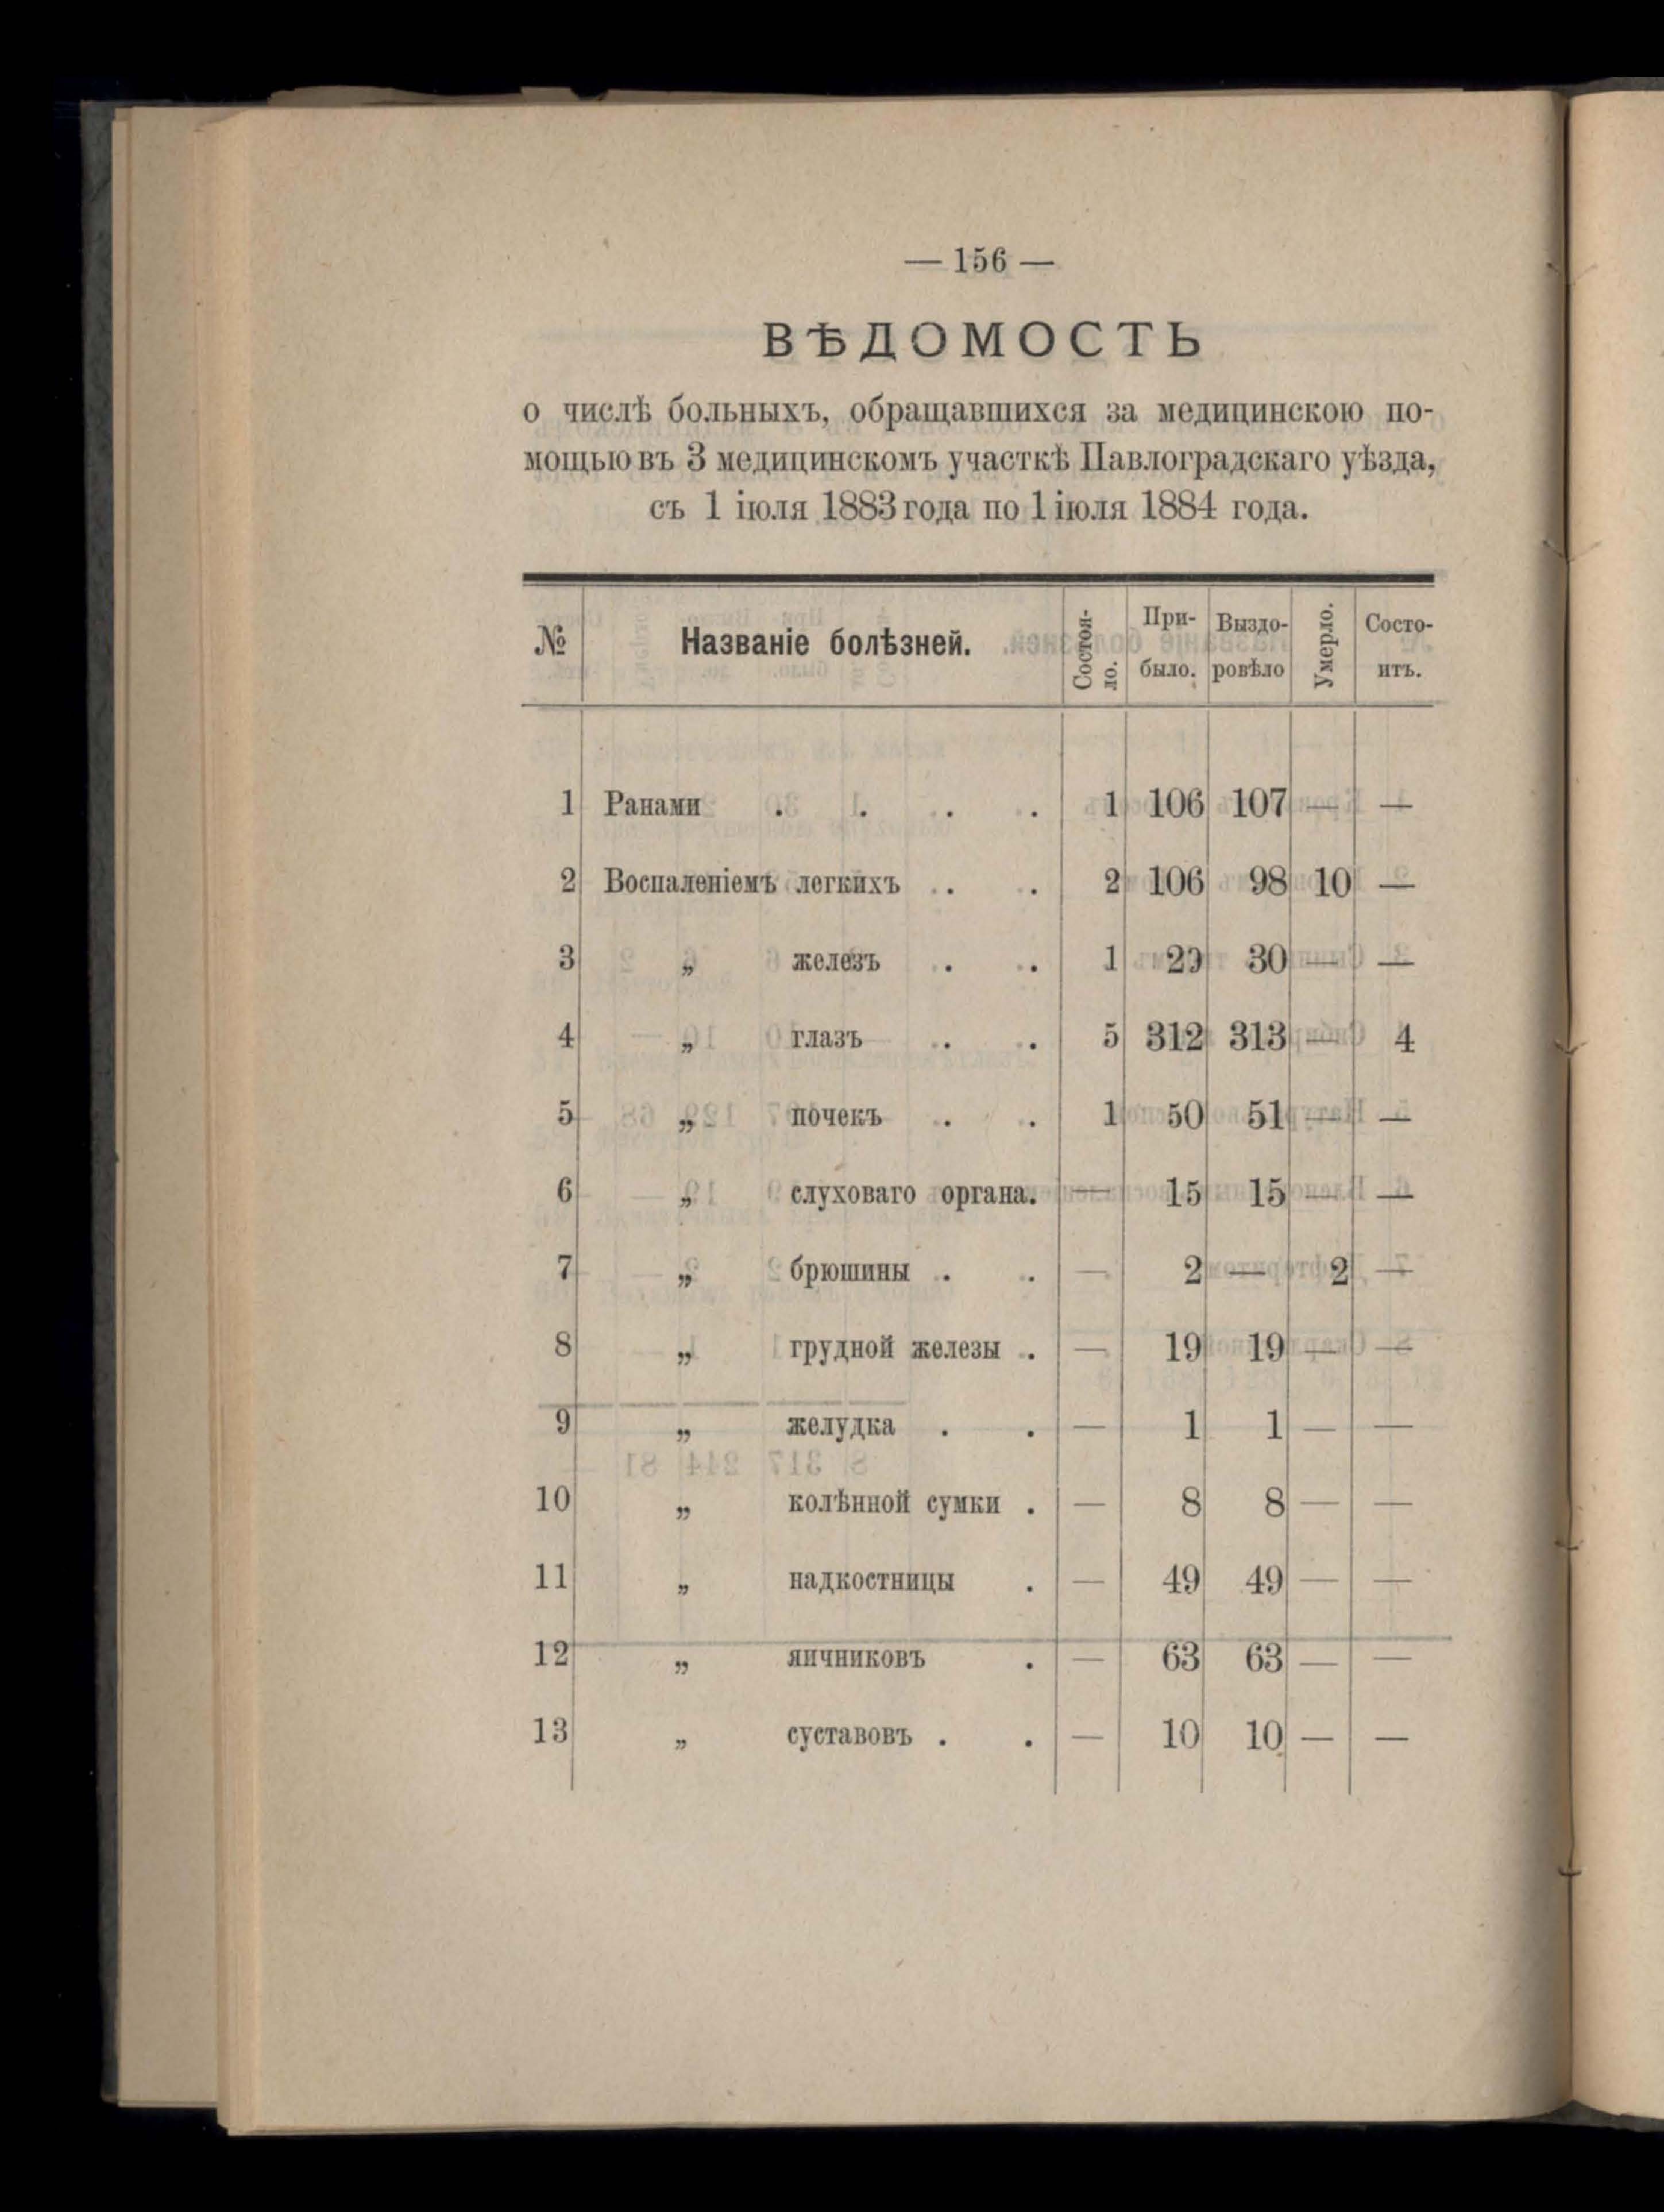 — 156 —
ВѢДОМОСТЬ
о числѣ больныхъ, обращавшихся за медицинскою по-
мощью въ 3 медицинскомъ участкѣ Павлоградскаго уѣзда,
съ 1 іюля 1883 года по 1 іюля 1884 года.
№ Названіе болѣзней. Состоя-ло. При-было. Выздо-ровѣло Умерло. Состо-итъ.
1 Ранами . . . . 1 106 107 — —
2 Воспаленіемъ легкихъ . . . 2 106 98 10 —
3 „ железъ . . 1 29 30 — —
4 „ глазъ . . 5 312 313 — 4
5 „ почекъ . . 1 50 51 — —
6 „ слуховаго органа. — 15 15 — —
7 „ брюшины . . — 2 — 2 —
8 „ грудной железы . — 19 19 — —
9 „ желудка . . — 1 1 — —
10 „ колѣнной сумки . — 8 8 — —
11 „ надкостницы . — 49 49 — —
12 „ яичниковъ . — 63 63 — —
13 „ суставовъ . . — 10 10 — —